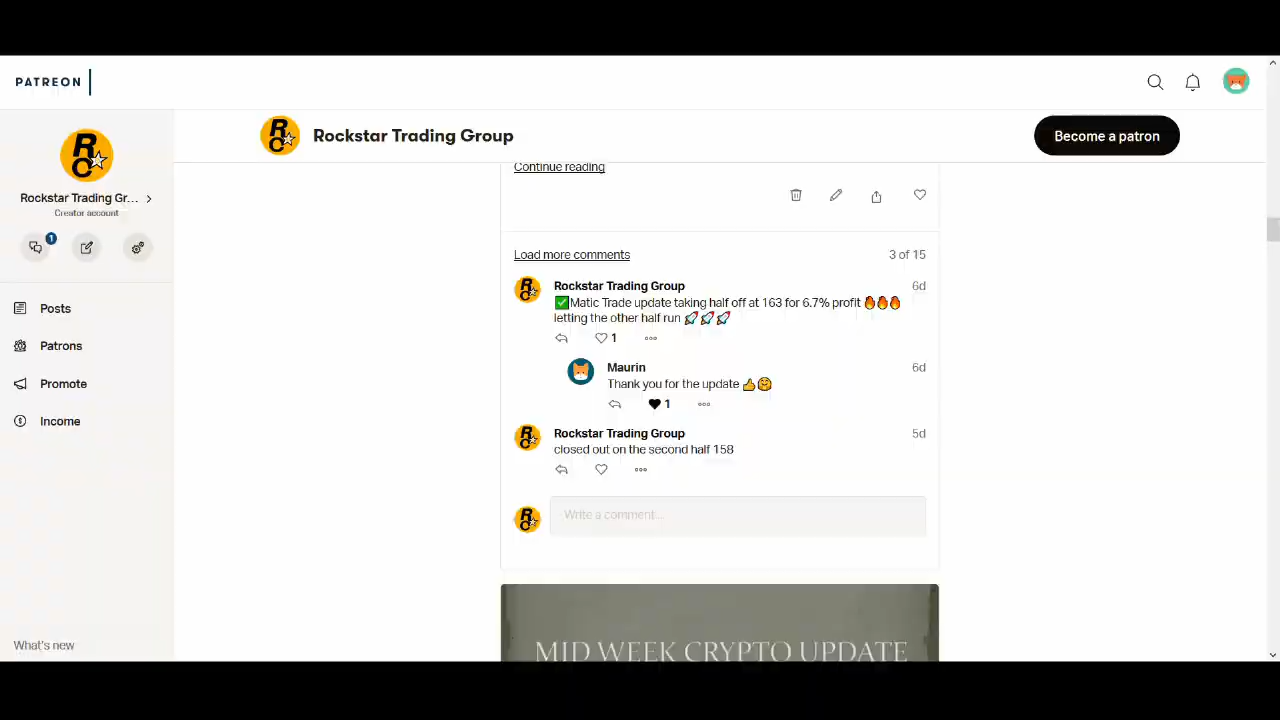 PATREON
Rockstar Trading Group
Become a patron
Rockstar Trading Gr...
Creator account
1
Posts
Patrons
Promote
Income
What's new
Continue reading
Load more comments
3 of 15
Rockstar Trading Group
6d
✅Matic Trade update taking half off at 163 for 6.7% profit 🔥🔥🔥
letting the other half run 🚀🚀🚀
1
Maurin
6d
Thank you for the update 👍🤗
1
Rockstar Trading Group
5d
closed out on the second half 158
Write a comment...
MID WEEK CRYPTO UPDATE